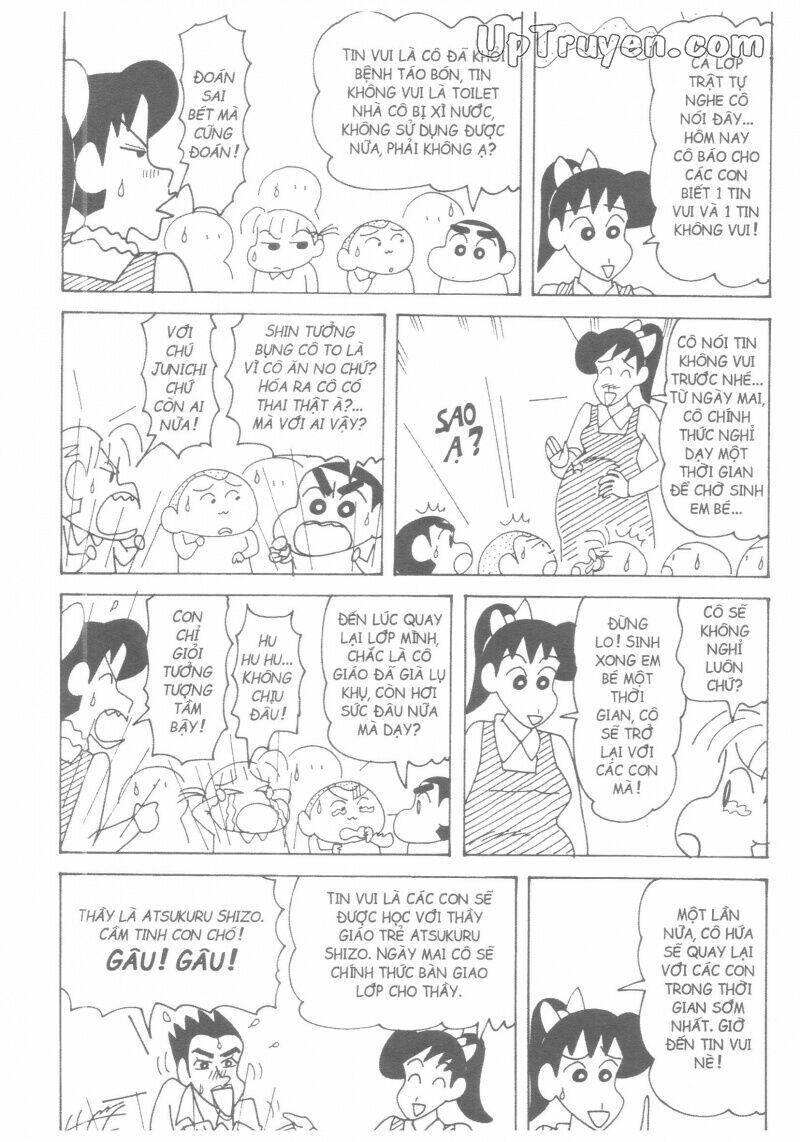 UpTruyen.com
CẢ LỚP
TRẬT TỰ
NGHE CÔ
NÓI ĐÂY...
HÔM NAY
CÔ BÁO CHO
CÁC CON
BIẾT 1 TIN
VUI VÀ 1 TIN
KHÔNG VUI!
TIN VUI LÀ CÔ ĐÃ KHỎI
BỆNH TÁO BÓN, TIN
KHÔNG VUI LÀ TOILET
NHÀ CÔ BỊ XÌ NƯỚC,
KHÔNG SỬ DỤNG ĐƯỢC
NỮA, PHẢI KHÔNG Ạ?
ĐOÁN
SAI
BÉT MÀ
CŨNG
ĐOÁN!
CÔ NÓI TIN
KHÔNG VUI
TRƯỚC NHÉ...
TỪ NGÀY MAI,
CÔ CHÍNH
THỨC NGHỈ
DẠY MỘT
THỜI GIAN
ĐỂ CHỜ SINH
EM BÉ...
SAO
Ạ?
SHIN TƯỞNG
BỤNG CÔ TO LÀ
VÌ CÔ ĂN NO CHỨ?
HÓA RA CÔ CÓ
THAI THẬT À?...
MÀ VỚI AI VẬY?
VỚI
CHÚ
JUNICHI
CHỨ
CÒN AI
NỮA!
CÔ SẼ
KHÔNG
NGHỈ
LUÔN
CHỨ?
ĐỪNG
LO! SINH
XONG EM
BÉ MỘT
THỜI
GIAN, CÔ
SẼ TRỞ
LẠI VỚI
CÁC CON
MÀ!
ĐẾN LÚC QUAY
LẠI LỚP MÌNH,
CHẮC LÀ CÔ
GIÁO ĐÃ GIÀ LỤ
KHỤ, CÒN HƠI
SỨC ĐÂU NỮA
MÀ DẠY?
HU
HU HU...
KHÔNG
CHỊU
ĐÂU!
CON
CHỈ
GIỎI
TƯỞNG
TƯỢNG
TẦM
BẬY!
MỘT LẦN
NỮA, CÔ HỨA
SẼ QUAY LẠI
VỚI CÁC CON
TRONG THỜI
GIAN SỚM
NHẤT. GIỜ
ĐẾN TIN VUI
NÈ!
TIN VUI LÀ CÁC CON SẼ
ĐƯỢC HỌC VỚI THẦY
GIÁO TRẺ ATSUKURU
SHIZO. NGÀY MAI CÔ SẼ
CHÍNH THỨC BÀN GIAO
LỚP CHO THẦY.
THẦY LÀ ATSUKURU SHIZO.
CẦM TINH CON CHÓ!
GÂU! GÂU!